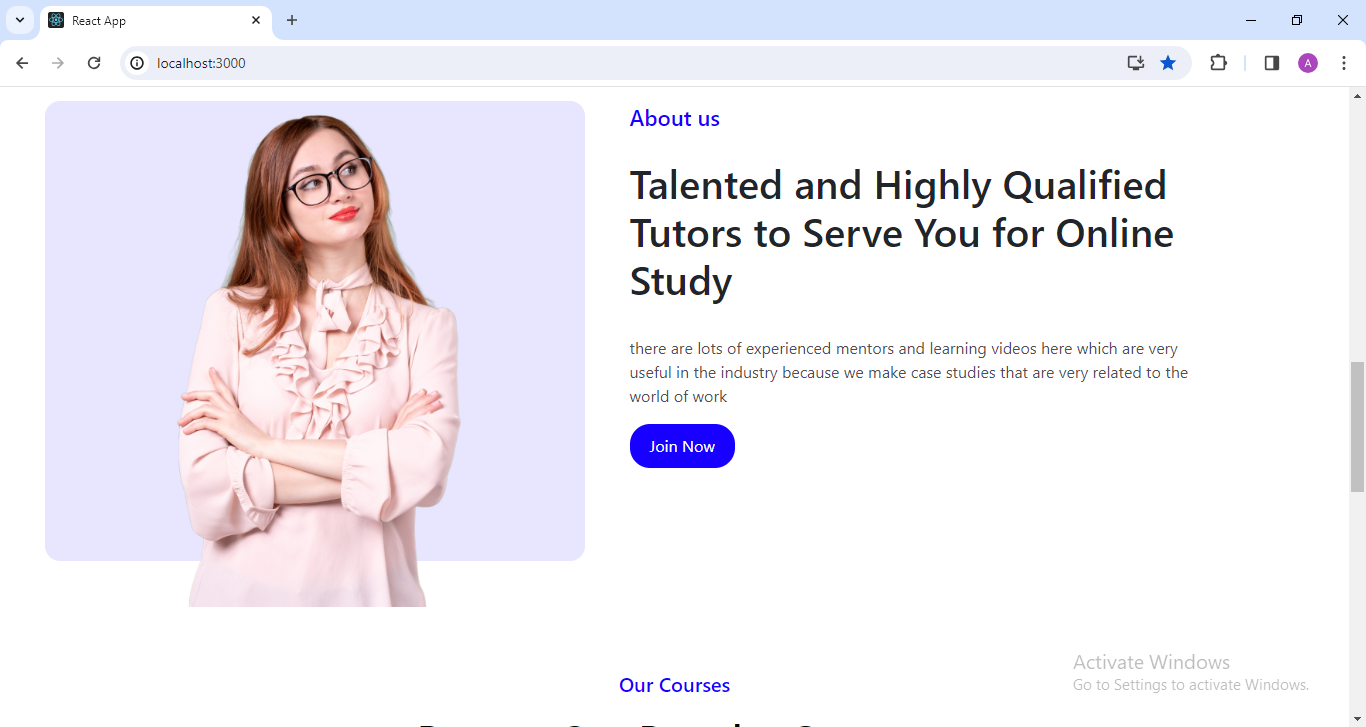 React App
localhost:3000
A
About us
Talented and Highly Qualified
Tutors to Serve You for Online
Study
there are lots of experienced mentors and learning videos here which are very
useful in the industry because we make case studies that are very related to the
world of work
Join Now
Activate Windows
Go to Settings to activate Windows.
Our Courses